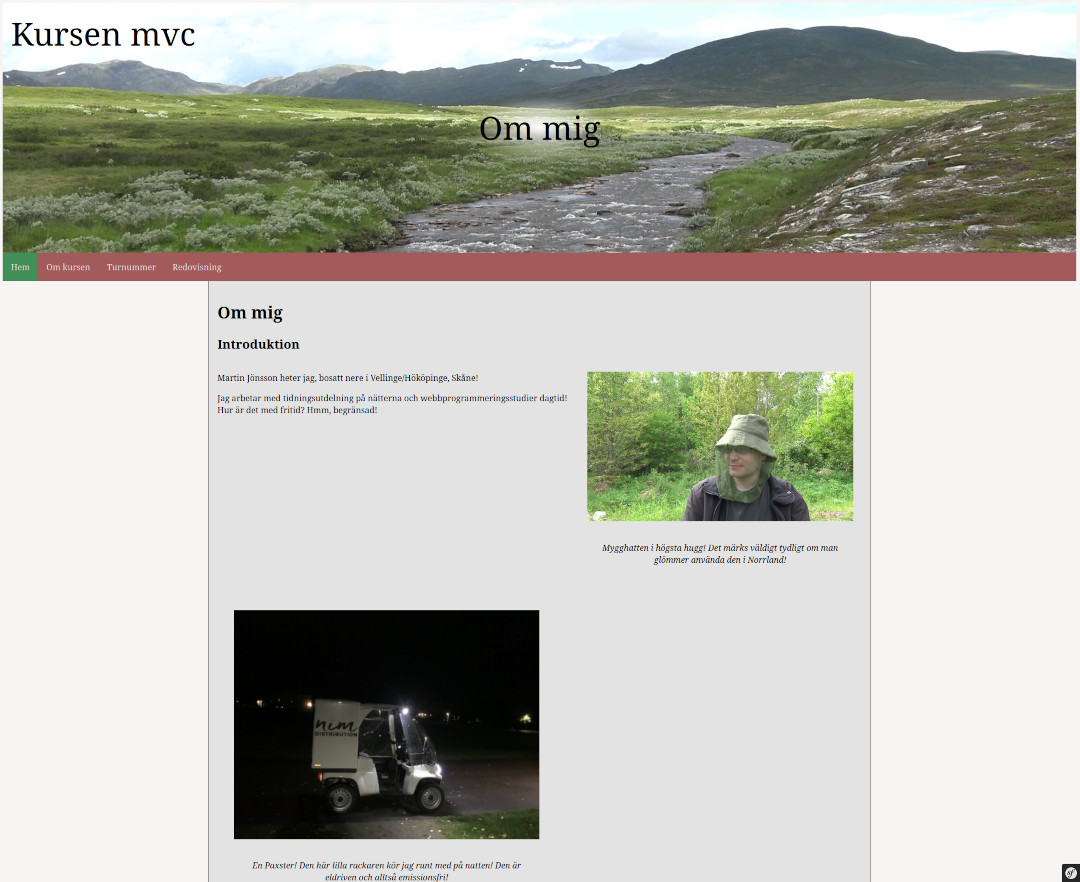 Kursen mvc
Om mig
Hem Om kursen Turnummer Redovisning
Om mig
Introduktion
Martin Jönsson heter jag, bosatt nere i Vellinge/Hököpinge, Skåne!
Jag arbetar med tidningsutdelning på nätterna och webbprogrammeringsstudier dagtid!
Hur är det med fritid? Hmm, begränsad!
Mygghatten i högsta hugg! Det märks väldigt tydligt om man
glömmer använda den i Norrland!
nim
DISTRIBUTION
En Paxster! Den här lilla rackaren kör jag runt med på natten! Den är
eldriven och alltså emissionsfri!
sf